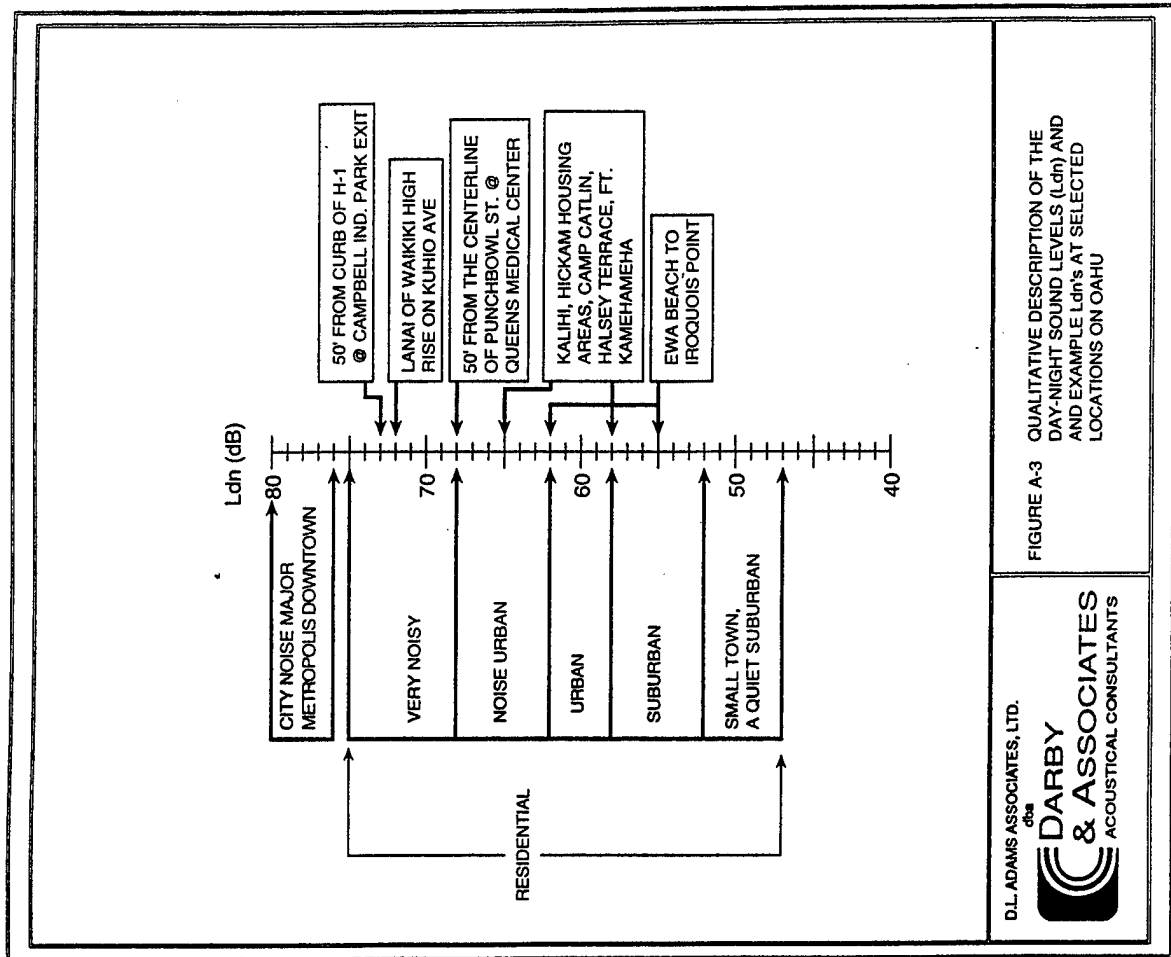 Ldn (dB)
80
70
60
50
40
CITY NOISE MAJOR
METROPOLIS DOWNTOWN
VERY NOISY
NOISE URBAN
URBAN
SUBURBAN
SMALL TOWN,
A QUIET SUBURBAN
RESIDENTIAL
50' FROM CURB OF H-1
@ CAMPBELL IND. PARK EXIT
LANAI OF WAIKIKI HIGH
RISE ON KUHIO AVE
50' FROM THE CENTERLINE
OF PUNCHBOWL ST. @
QUEENS MEDICAL CENTER
KALIHI, HICKAM HOUSING
AREAS, CAMP CATLIN,
HALSEY TERRACE, FT.
KAMEHAMEHA
EWA BEACH TO
IROQUOIS POINT
D.L. ADAMS ASSOCIATES, LTD.
dba
DARBY
& ASSOCIATES
ACOUSTICAL CONSULTANTS
FIGURE A-3 QUALITATIVE DESCRIPTION OF THE
DAY-NIGHT SOUND LEVELS (Ldn) AND
AND EXAMPLE Ldn's AT SELECTED
LOCATIONS ON OAHU